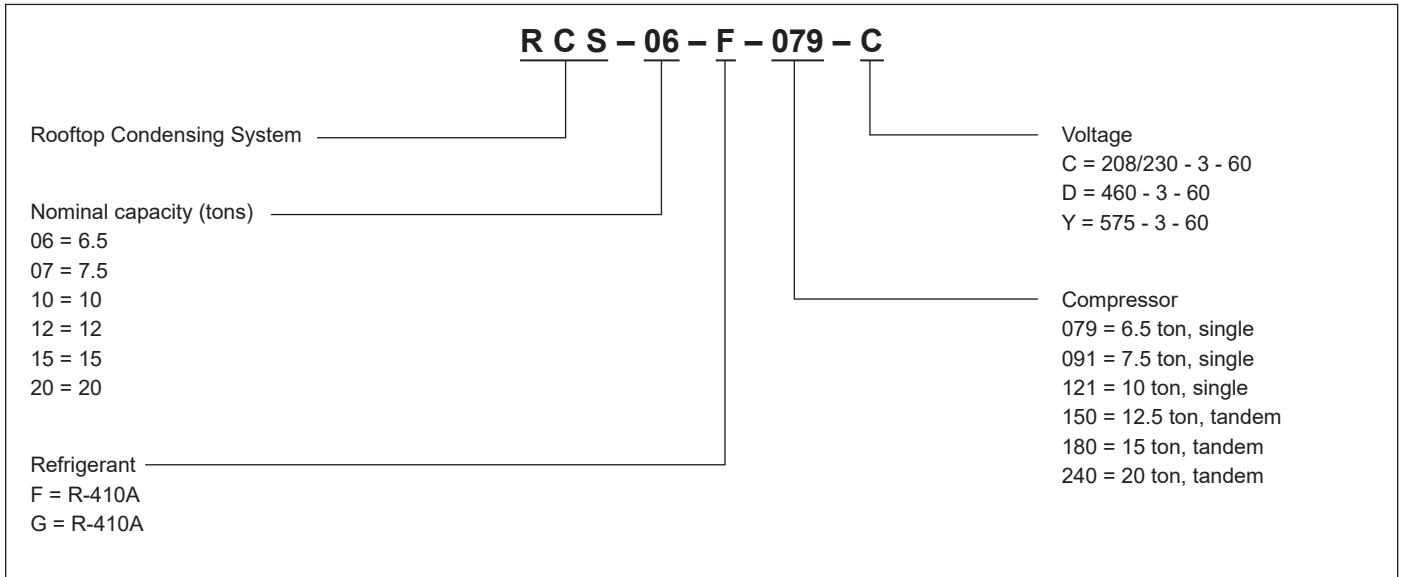 R C S – 06 – F – 079 – C
Rooftop Condensing System
Nominal capacity (tons)
06 = 6.5
07 = 7.5
10 = 10
12 = 12
15 = 15
20 = 20
Refrigerant
F = R-410A
G = R-410A
Voltage
C = 208/230 - 3 - 60
D = 460 - 3 - 60
Y = 575 - 3 - 60
Compressor
079 = 6.5 ton, single
091 = 7.5 ton, single
121 = 10 ton, single
150 = 12.5 ton, tandem
180 = 15 ton, tandem
240 = 20 ton, tandem